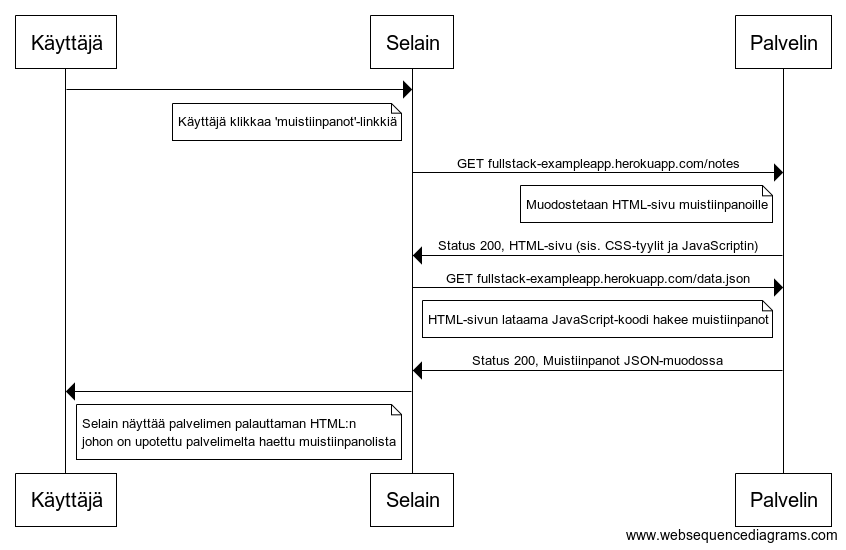 Käyttäjä
Selain
Palvelin
Käyttäjä klikkaa 'muistiinpanot'-linkkiä
GET fullstack-exampleapp.herokuapp.com/notes
Muodostetaan HTML-sivu muistiinpanoille
Status 200, HTML-sivu (sis. CSS-tyylit ja JavaScriptin)
GET fullstack-exampleapp.herokuapp.com/data.json
HTML-sivun lataama JavaScript-koodi hakee muistiinpanot
Status 200, Muistiinpanot JSON-muodossa
Selain näyttää palvelimen palauttaman HTML:n
johon on upotettu palvelimelta haettu muistiinpanolista
Käyttäjä
Selain
Palvelin
www.websequencediagrams.com